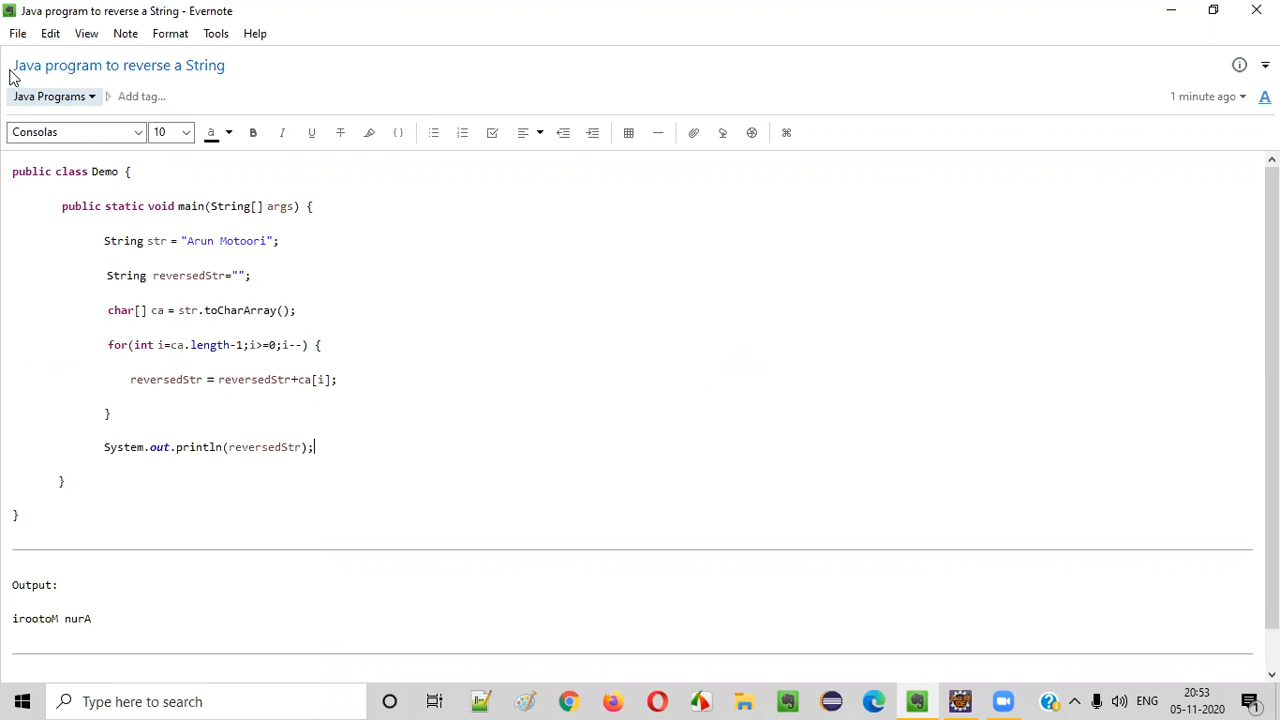 Java program to reverse a String - Evernote
File Edit View Note Format Tools Help
Java program to reverse a String
Java Programs Add tag... 1 minute ago
Consolas 10
public class Demo {
public static void main(String[] args) {
String str = "Arun Motoori";
String reversedStr="";
char[] ca = str.toCharArray();
for(int i=ca.length-1;i>=0;i--) {
reversedStr = reversedStr+ca[i];
}
System.out.println(reversedStr);
}
}
Output:
irootoM nurA
Type here to search ENG 20:53
05-11-2020